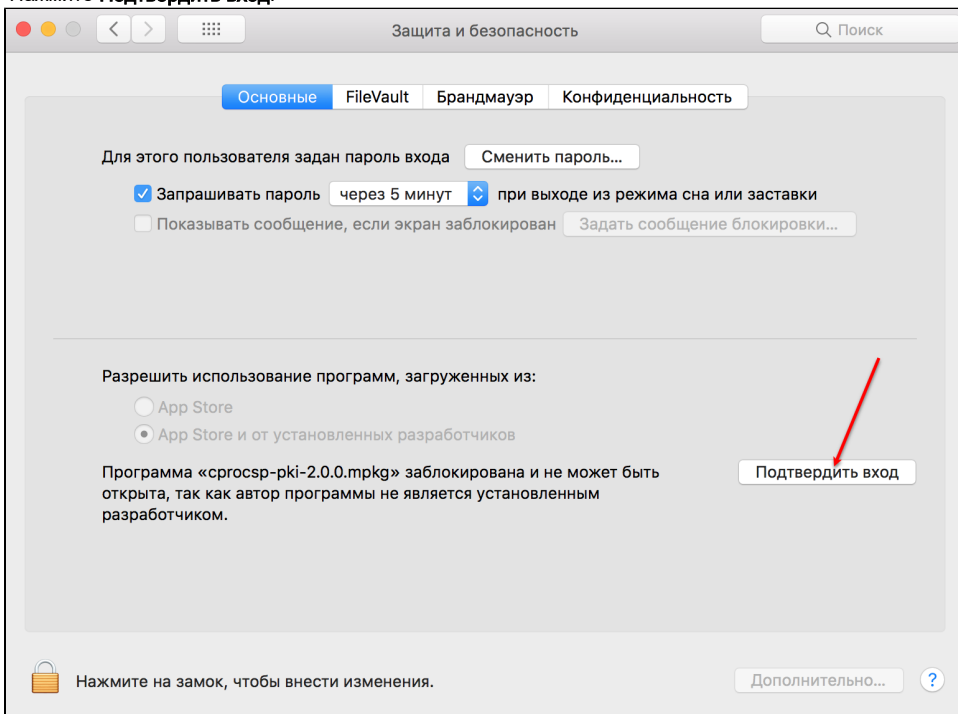 Нажмите Подтвердить вход.
Защита и безопасность
Поиск
Основные FileVault Брандмауэр Конфиденциальность
Для этого пользователя задан пароль входа Сменить пароль...
Запрашивать пароль через 5 минут при выходе из режима сна или заставки
Показывать сообщение, если экран заблокирован Задать сообщение блокировки...
Разрешить использование программ, загруженных из:
App Store
App Store и от установленных разработчиков
Программа «cprocsp-pki-2.0.0.mpkg» заблокирована и не может быть
открыта, так как автор программы не является установленным
разработчиком.
Подтвердить вход
Нажмите на замок, чтобы внести изменения.
Дополнительно... ?